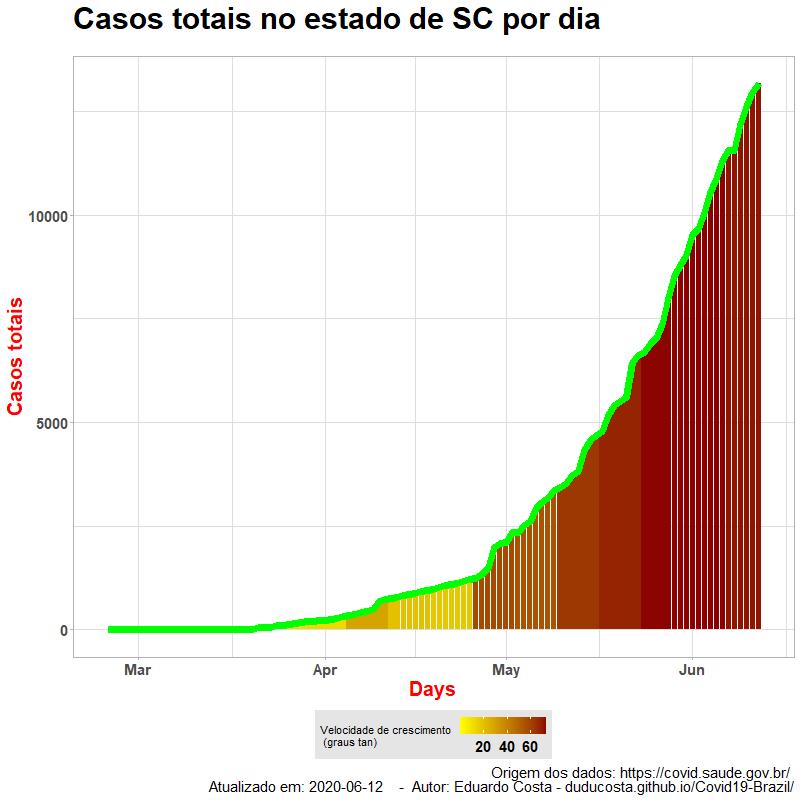 Casos totais no estado de SC por dia
10000
5000
0
Casos totais
Mar Apr May Jun
Days
Velocidade de crescimento
(graus tan)
20 40 60
Origem dos dados: https://covid.saude.gov.br/
Atualizado em: 2020-06-12 - Autor: Eduardo Costa - duducosta.github.io/Covid19-Brazil/